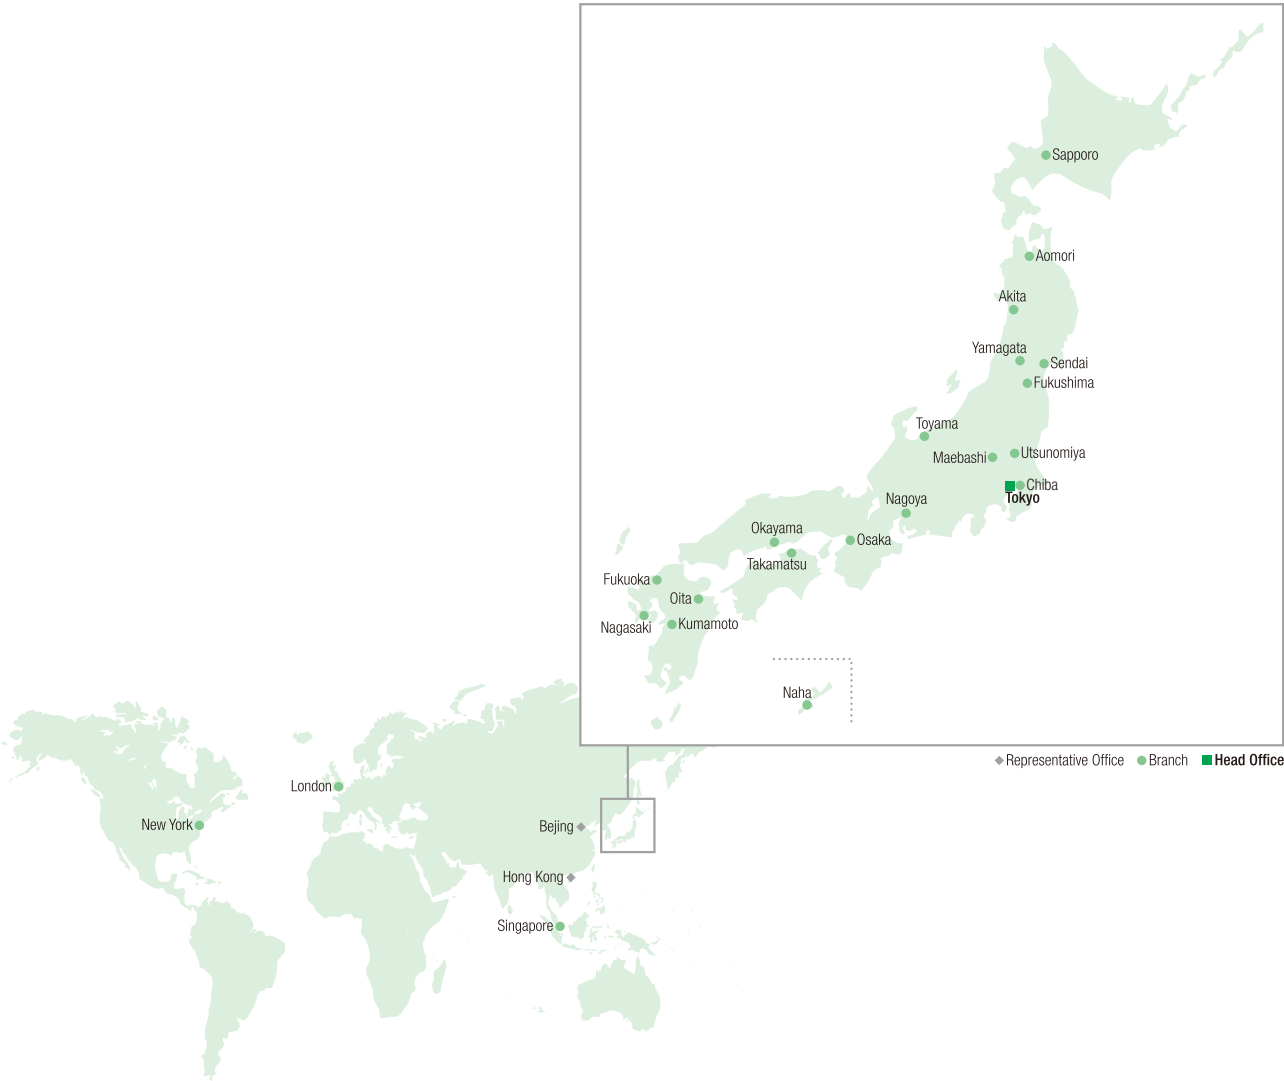 Sapporo
Aomori
Akita
Yamagata
Sendai
Fukushima
Toyama
Maebashi
Utsunomiya
Chiba
Tokyo
Nagoya
Okayama
Osaka
Takamatsu
Fukuoka
Oita
Nagasaki
Kumamoto
Naha
Representative Office
Branch
Head Office
London
New York
Bejing
Hong Kong
Singapore